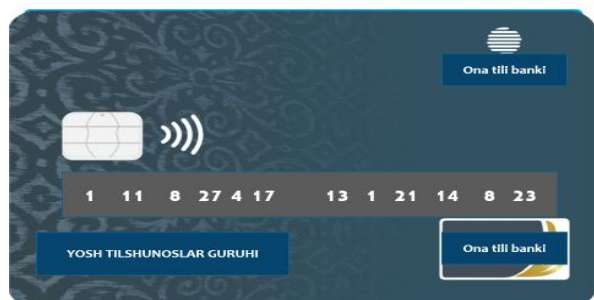 Ona tili banki
1 11 8 27 4 17 13 1 21 14 8 23
YOSH TILSHUNOSLAR GURUHI
Ona tili banki